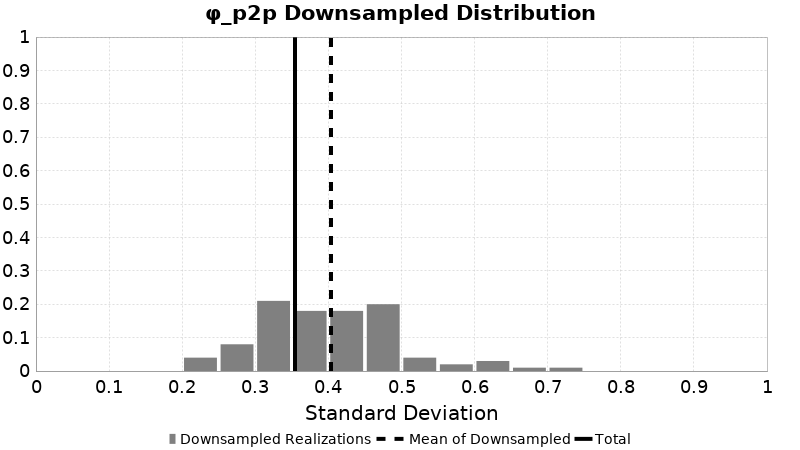 φ_p2p Downsampled Distribution
1
0.9
0.8
0.7
0.6
0.5
0.4
0.3
0.2
0.1
0
0 0.1 0.2 0.3 0.4 0.5 0.6 0.7 0.8 0.9 1
Standard Deviation
Downsampled Realizations Mean of Downsampled Total